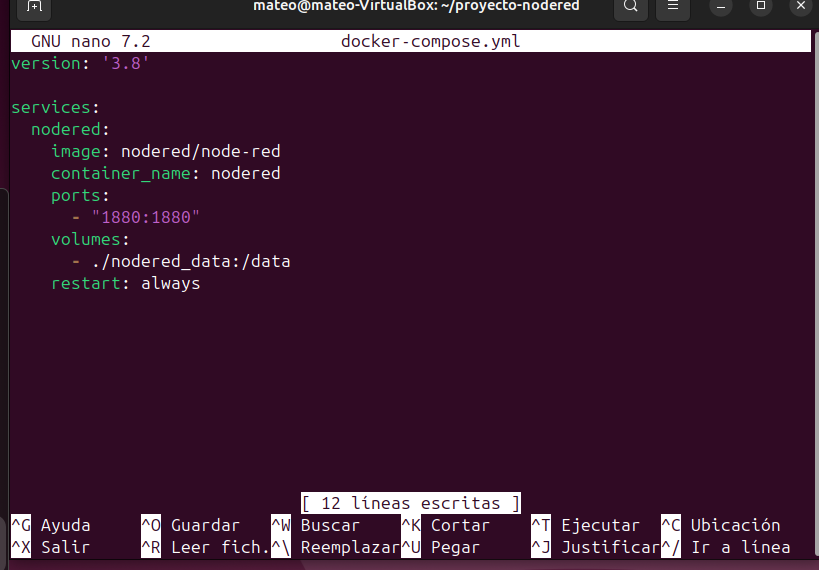 mateo@mateo-VirtualBox: ~/proyecto-nodered
GNU nano 7.2 docker-compose.yml
version: '3.8'
services:
  nodered:
    image: nodered/node-red
    container_name: nodered
    ports:
      - "1880:1880"
    volumes:
      - ./nodered_data:/data
    restart: always
[ 12 líneas escritas ]
^G Ayuda ^O Guardar ^W Buscar ^K Cortar ^T Ejecutar ^C Ubicación
^X Salir ^R Leer fich. ^\ Reemplazar ^U Pegar ^J Justificar ^/ Ir a línea